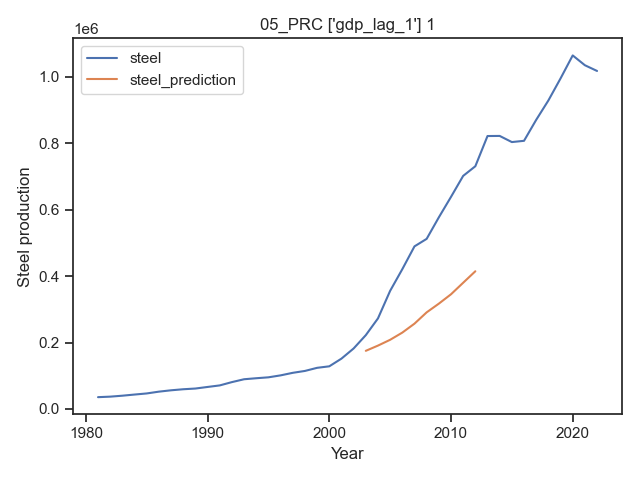 05_PRC ['gdp_lag_1'] 1
1e6
steel
steel_prediction
1.0
0.8
0.6
0.4
0.2
0.0
Steel production
1980
1990
2000
2010
2020
Year